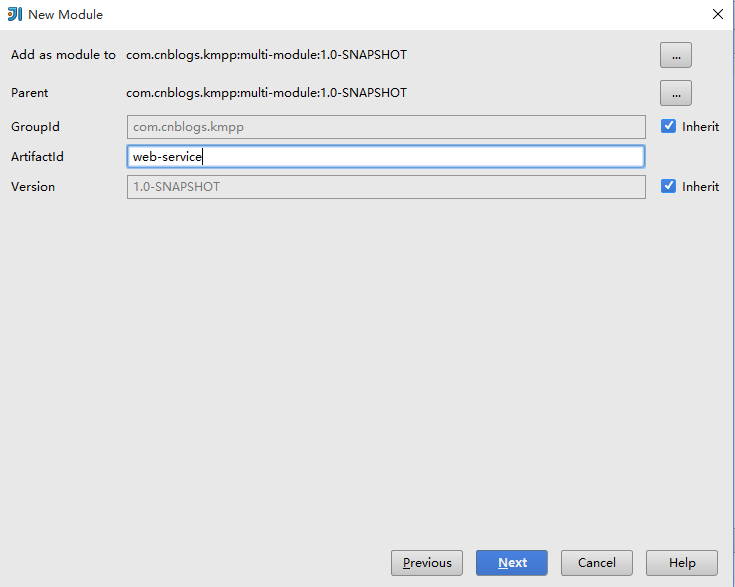 New Module
Add as module to com.cnblogs.kmpp:multi-module:1.0-SNAPSHOT ...
Parent com.cnblogs.kmpp:multi-module:1.0-SNAPSHOT ...
GroupId com.cnblogs.kmpp Inherit
ArtifactId web-service
Version 1.0-SNAPSHOT Inherit
Previous Next Cancel Help